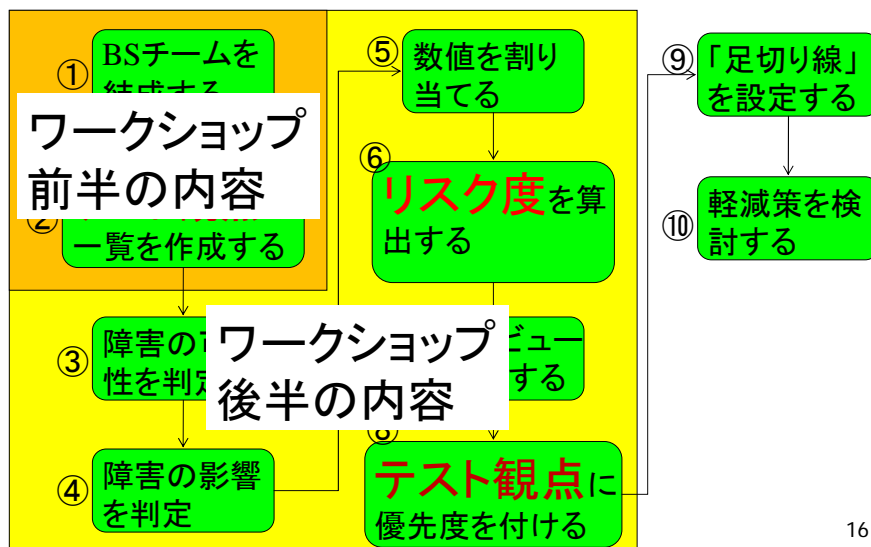 ①
BSチームを
ワークショップ
前半の内容
②
一覧を作成する
③
障害の
性を判定
④
障害の影響
を判定
⑤
数値を割り
当てる
⑥
リスク度を算
出する
ワークショップ
後半の内容
ビュー
する
テスト観点に
優先度を付ける
⑨
「足切り線」
を設定する
⑩
軽減策を検
討する
16